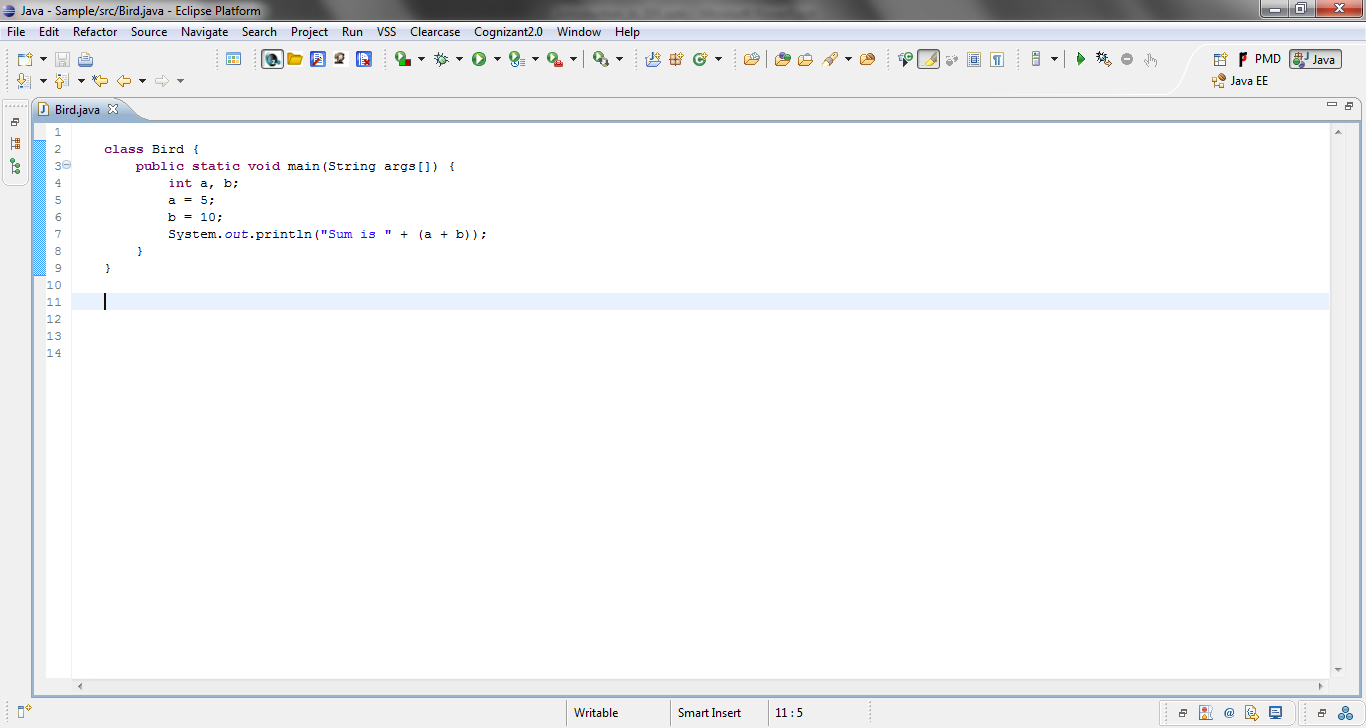 Java - Sample/src/Bird.java - Eclipse Platform
File Edit Refactor Source Navigate Search Project Run VSS Clearcase Cognizant2.0 Window Help
PMD Java
Java EE
Bird.java
1
2 class Bird {
3 public static void main(String args[]) {
4 int a, b;
5 a = 5;
6 b = 10;
7 System.out.println("Sum is " + (a + b));
8 }
9 }
10
11
12
13
14
Writable Smart Insert 11 : 5